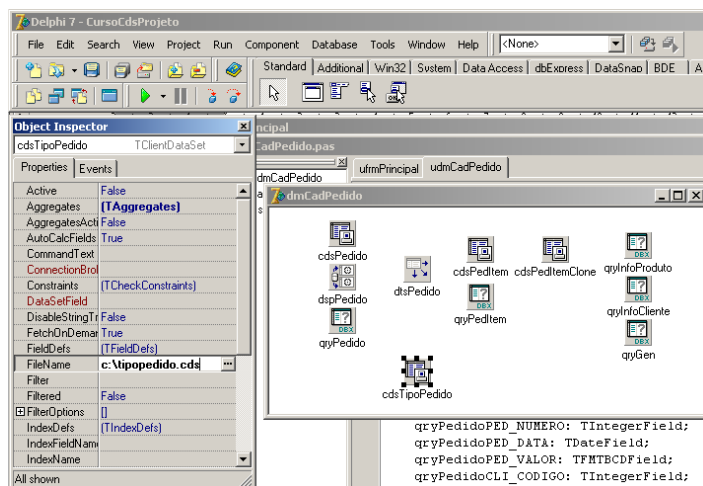 Delphi 7 - CursoCdsProjeto
File Edit Search View Project Run Component Database Tools Window Help <None>
Standard Additional Win32 System Data Access dbExpress DataSnap BDE A
Object Inspector
cdsTipoPedido TClientDataSet
Properties Events
Active False
Aggregates (TAggregates)
AggregatesActi False
AutoCalcFields True
CommandText
ConnectionBrol
Constraints (TCheckConstraints)
DataSetField
DisableStringTr False
FetchOnDemar True
FieldDefs (TFieldDefs)
FileName c:\tipopedido.cds
Filter
Filtered False
FilterOptions []
IndexDefs (TIndexDefs)
IndexFieldName
IndexName
All shown
ncipal
CadPedido.pas
dmCadPedido
ufrmPrincipal udmCadPedido
dmCadPedido
cdsPedido
dspPedido
qryPedido
dtsPedido
cdsPedItem
cdsPedItemClone
qryPedItem
qryInfoProduto
qryInfoCliente
qryGen
cdsTipoPedido
qryPedidoPED_NUMERO: TIntegerField;
qryPedidoPED_DATA: TDateField;
qryPedidoPED_VALOR: TFMTBCDField;
qryPedidoCLI_CODIGO: TIntegerField;